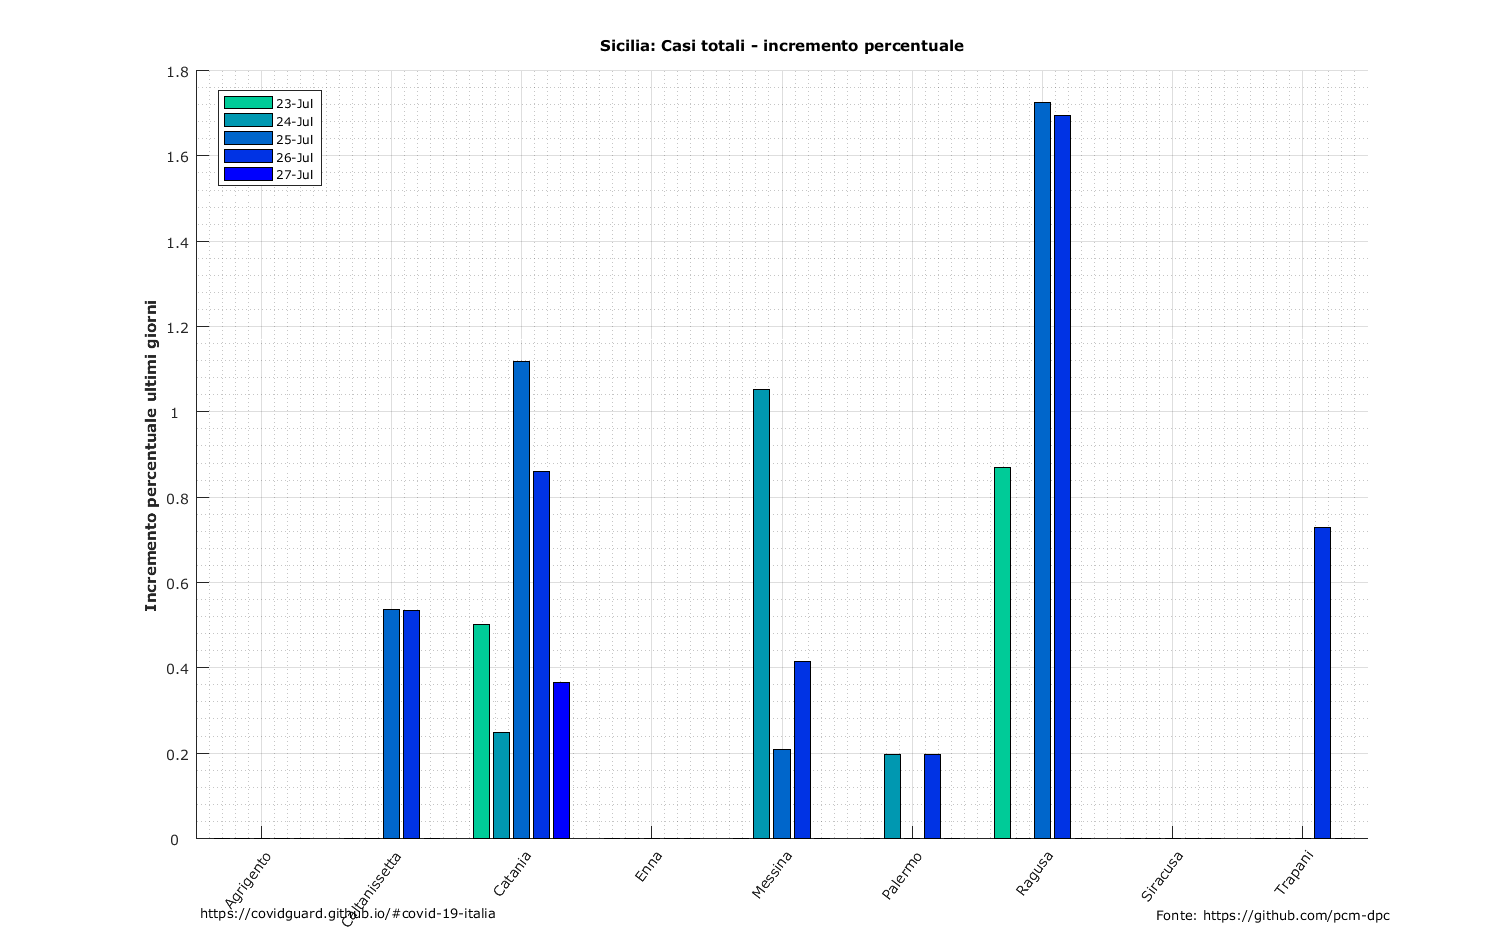 Sicilia: Casi totali - incremento percentuale
1.8
1.6
1.4
1.2
1
0.8
0.6
0.4
0.2
0
Incremento percentuale ultimi giorni
23-Jul
24-Jul
25-Jul
26-Jul
27-Jul
Agrigento
Caltanissetta
Catania
Enna
Messina
Palermo
Ragusa
Siracusa
Trapani
https://covidguard.github.io/#covid-19-italia
Fonte: https://github.com/pcm-dpc